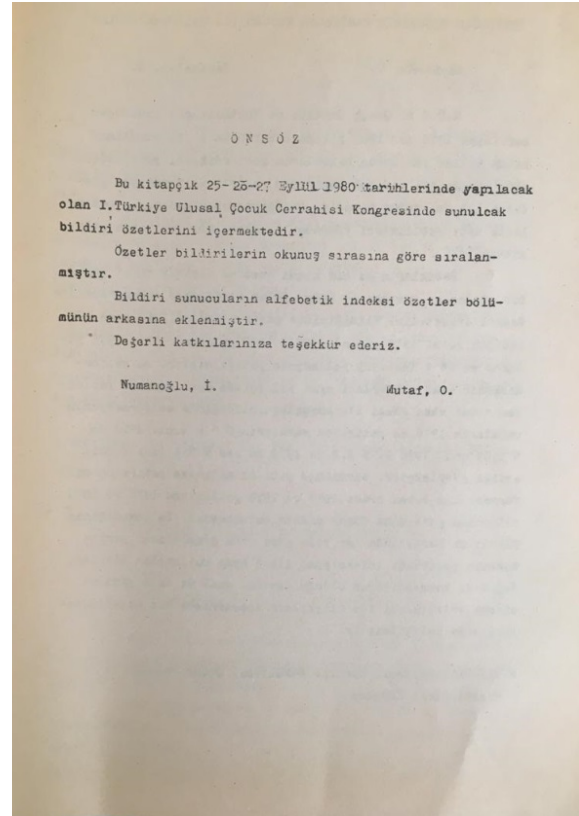 Ö N S Ö Z
Bu kitapçık 25-26-27 Eylül 1980 tarihlerinde yapılacak
olan I.Türkiye Ulusal Çocuk Cerrahisi Kongresinde sunulcak
bildiri özetlerini içermektedir.
Özetler bildirilerin okunuş sırasına göre sıralan-
mıştır.
Bildiri sunucuların alfebetik indeksi özetler bölü-
münün arkasına eklenmiştir.
Değerli katkılarınıza teşekkür ederiz.
Numanoğlu, İ. Mutaf, O.